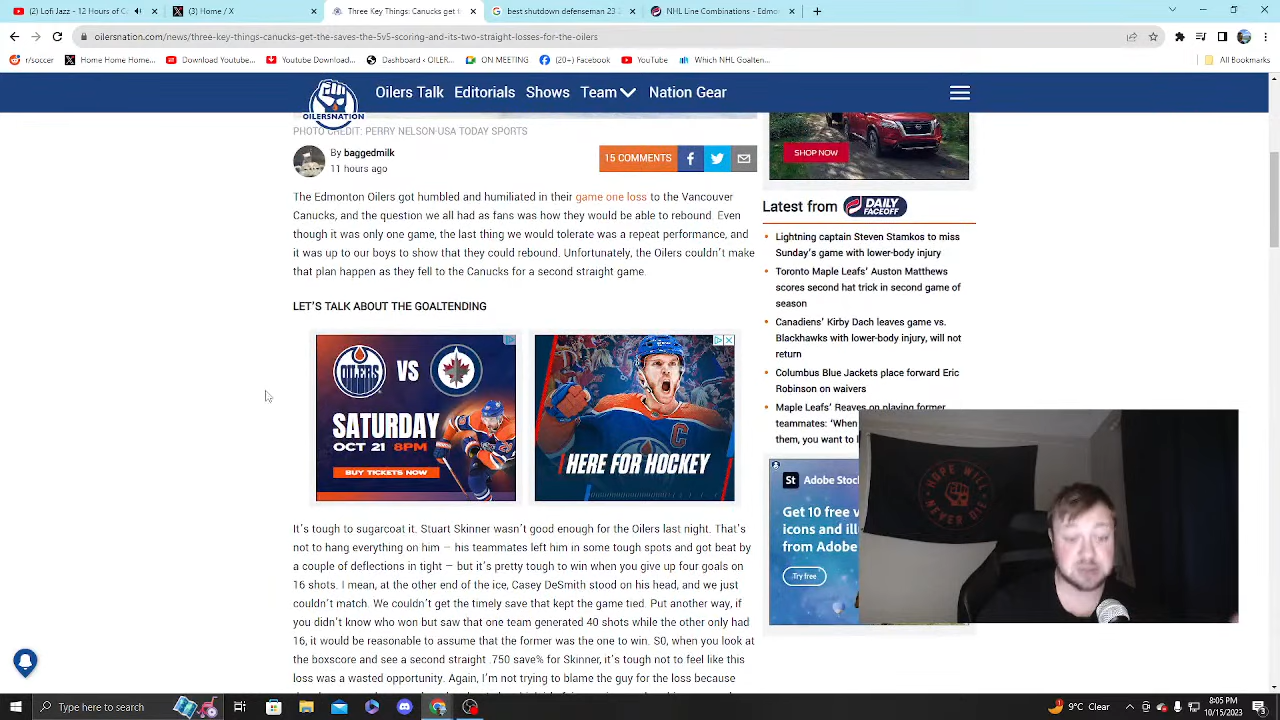 (2) Lofi Jazz - 12 Hours of C
(3) Home / X
Three Key Things: Canucks get t
best shutdown defenseman 23 2
NHL Line Combinations - Edmo
oilersnation.com/news/three-key-things-canucks-get-the-saves-the-5v5-scoring-and-its-two-straight-losses-for-the-oilers
r/soccer
Home Home Home...
Download Youtube...
Youtube Download...
Dashboard ‹ OILER...
ON MEETING
(20+) Facebook
YouTube
Which NHL Goalten...
All Bookmarks
OILERSNATION
Oilers Talk Editorials Shows Team Nation Gear
PHOTO CREDIT: PERRY NELSON-USA TODAY SPORTS
By baggedmilk
11 hours ago
15 COMMENTS
The Edmonton Oilers got humbled and humiliated in their game one loss to the Vancouver
Canucks, and the question we all had as fans was how they would be able to rebound. Even
though it was only one game, the last thing we would tolerate was a repeat performance, and
it was up to our boys to show that they could rebound. Unfortunately, the Oilers couldn't make
that plan happen as they fell to the Canucks for a second straight game.
LET'S TALK ABOUT THE GOALTENDING
OILERS
VS
SATURDAY
OCT 21 8PM
BUY TICKETS NOW
HERE FOR HOCKEY
It's tough to sugarcoat it. Stuart Skinner wasn't good enough for the Oilers last night. That's
not to hang everything on him – his teammates left him in some tough spots and got beat by
a couple of deflections in tight – but it's pretty tough to win when you give up four goals on
16 shots. I mean, at the other end of the ice, Casey DeSmith stood on his head, and we just
couldn't match. We couldn't get the timely save that kept the game tied. Put another way, if
you didn't know who won but saw that one team generated 40 shots while the other only had
16, it would be reasonable to assume that the former was the one to win. S0, when you look at
the boxscore and see a second straight .750 save% for Skinner, it's tough not to feel like this
loss was a wasted opportunity. Again, I'm not trying to blame the guy for the loss because
SHOP NOW
Latest from DAILY FACEOFF
Lightning captain Steven Stamkos to miss
Sunday's game with lower-body injury
Toronto Maple Leafs' Auston Matthews
scores second hat trick in second game of
season
Canadiens' Kirby Dach leaves game vs.
Blackhawks with lower-body injury, will not
return
Columbus Blue Jackets place forward Eric
Robinson on waivers
Maple Leafs' Reaves on playing former
teammates: 'When
them, you want to
St Adobe Stoc
Get 10 free
icons and ill
from Adobe
Try free
HOPE WILL
NEVER DIE
Type here to search
9°C Clear
8:05 PM
10/15/2023